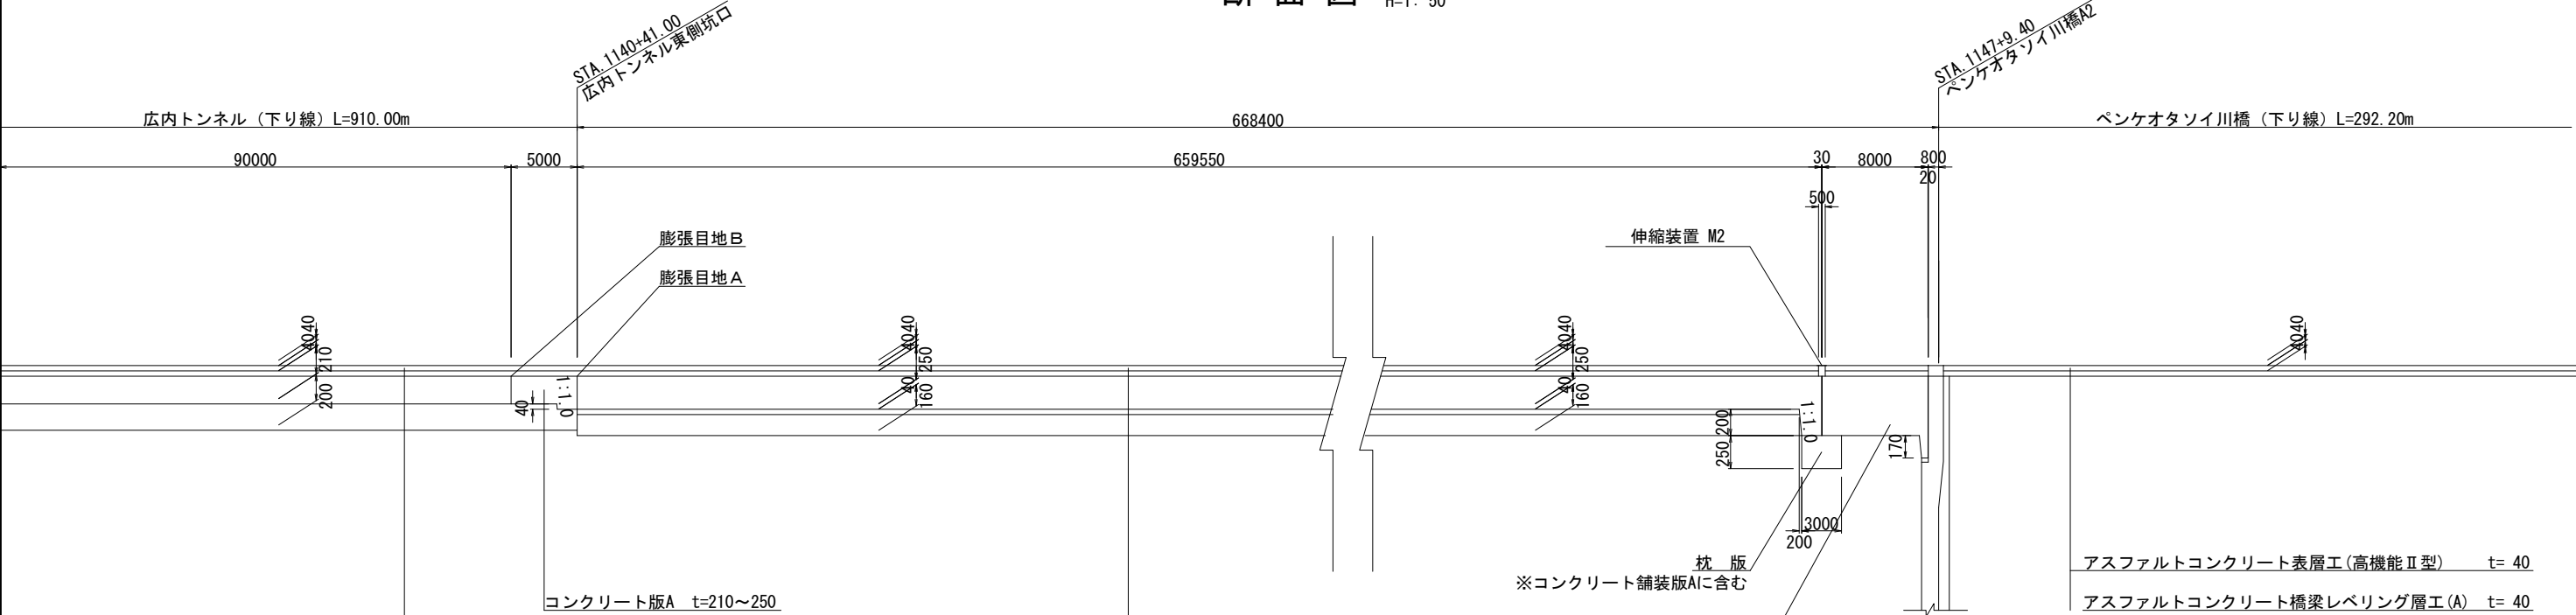 断 面 図 H=1: 50
STA.1140+41.00
広内トンネル東側坑口
STA.1147+9.40
ペンケオタソイ川橋A2
広内トンネル（下り線）L=910.00m
668400
ペンケオタソイ川橋（下り線）L=292.20m
90000
5000
659550
30
8000
800
20
500
膨張目地Ｂ
伸縮装置 M2
膨張目地Ａ
4040
210
200
4040
250
40
160
4040
250
40
160
4040
40
1:1.0
1:1.0
200
250
170
3000
200
枕　版
※コンクリート舗装版Aに含む
アスファルトコンクリート表層工(高機能Ⅱ型)　t= 40
コンクリート版A　t=210～250
アスファルトコンクリート橋梁レベリング層工(A)　t= 40